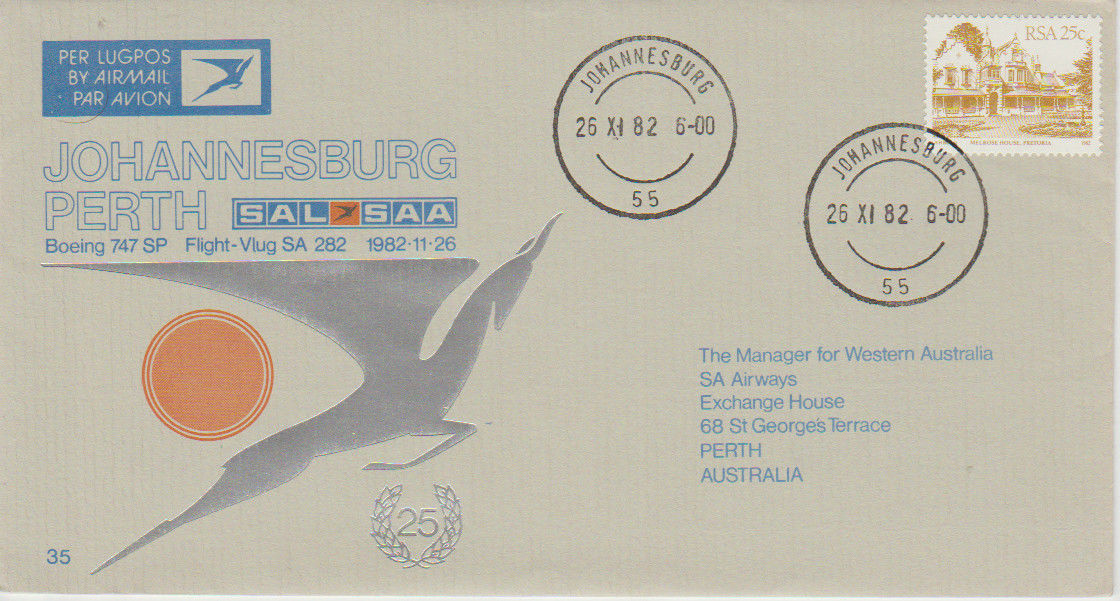 PER LUGPOS
BY AIRMAIL
PAR AVION
JOHANNESBURG
PERTH SAL SAA
Boeing 747 SP Flight-Vlug SA 282 1982·11·26
JOHANNESBURG
26 XI 82 6-00
55
RSA 25c
MELROSE HOUSE, PRETORIA 1982
JOHANNESBURG
26 XI 82 6-00
55
The Manager for Western Australia
SA Airways
Exchange House
68 St George's Terrace
PERTH
AUSTRALIA
25
35